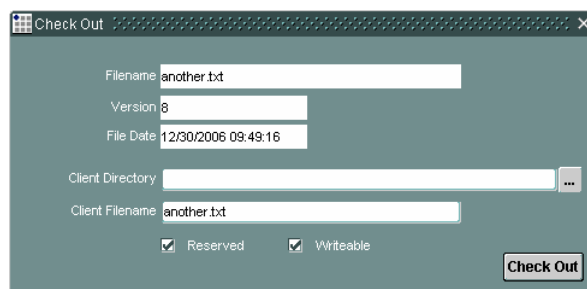 Check Out
Filename another.txt
Version 8
File Date 12/30/2006 09:49:16
Client Directory ...
Client Filename another.txt
Reserved Writeable
Check Out